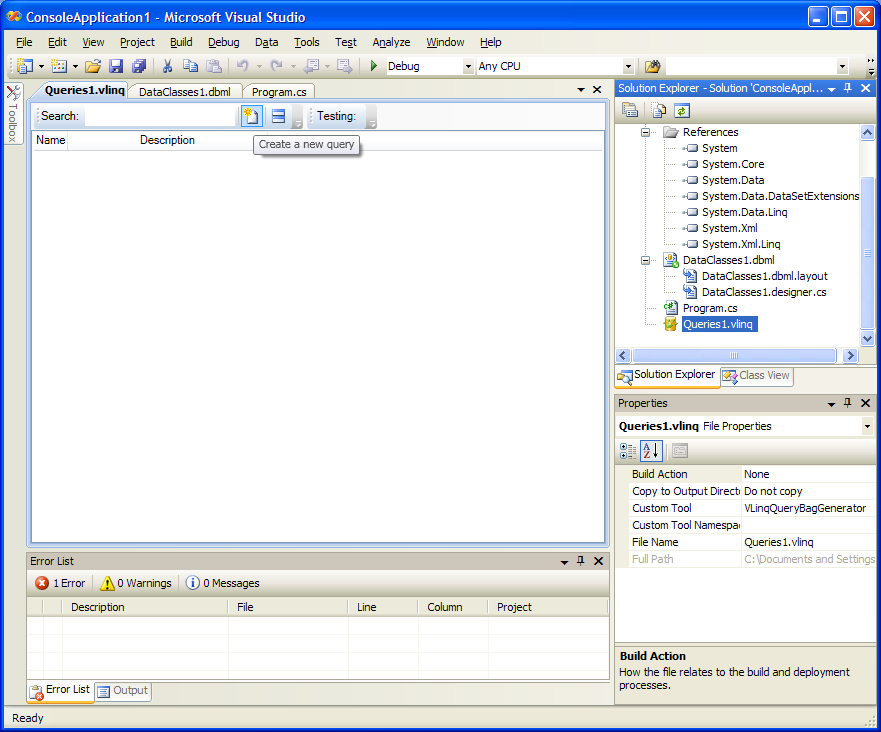 ConsoleApplication1 - Microsoft Visual Studio
File Edit View Project Build Debug Data Tools Test Analyze Window Help
Debug Any CPU
Toolbox
Queries1.vlinq DataClasses1.dbml Program.cs
Search: Testing:
Name Description
Create a new query
Solution Explorer - Solution 'ConsoleAppl...
References
System
System.Core
System.Data
System.Data.DataSetExtensions
System.Data.Linq
System.Xml
System.Xml.Linq
DataClasses1.dbml
DataClasses1.dbml.layout
DataClasses1.designer.cs
Program.cs
Queries1.vlinq
Solution Explorer Class View
Properties
Queries1.vlinq File Properties
Build Action None
Copy to Output Direct Do not copy
Custom Tool VLinqQueryBagGenerator
Custom Tool Namespac
File Name Queries1.vlinq
Full Path C:\Documents and Settings
Build Action
How the file relates to the build and deployment
processes.
Error List
1 Error 0 Warnings 0 Messages
Description File Line Column Project
Error List Output
Ready